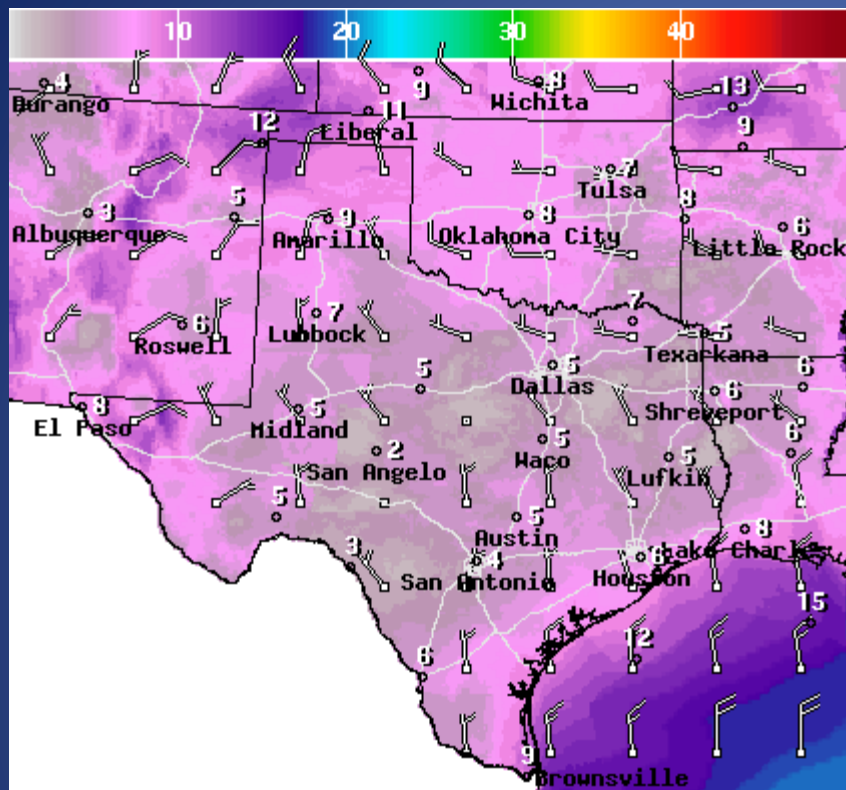 10 20 30 40
4 9 8 13
Durango Wichita
12 11 9
Liberal
7
Tulsa
3 5 9 8 8 6
Albuquerque Amarillo Oklahoma City Little Rock
6 7 7 5
Roswell Lubbock Texarkana
5 5 6
Dallas
8 5 Shreveport
El Paso Midland
2 5 5 6
San Angelo Waco Lufkin
5 5 8
Austin
3 4 6 Lake Charles
San Antonio Houston
12 15
6
9
Brownsville